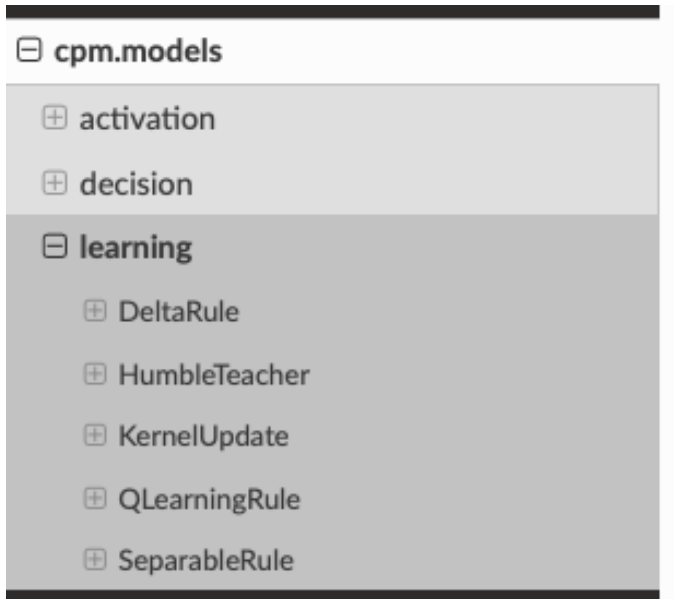 cpm.models
activation
decision
learning
DeltaRule
HumbleTeacher
KernelUpdate
QLearningRule
SeparableRule